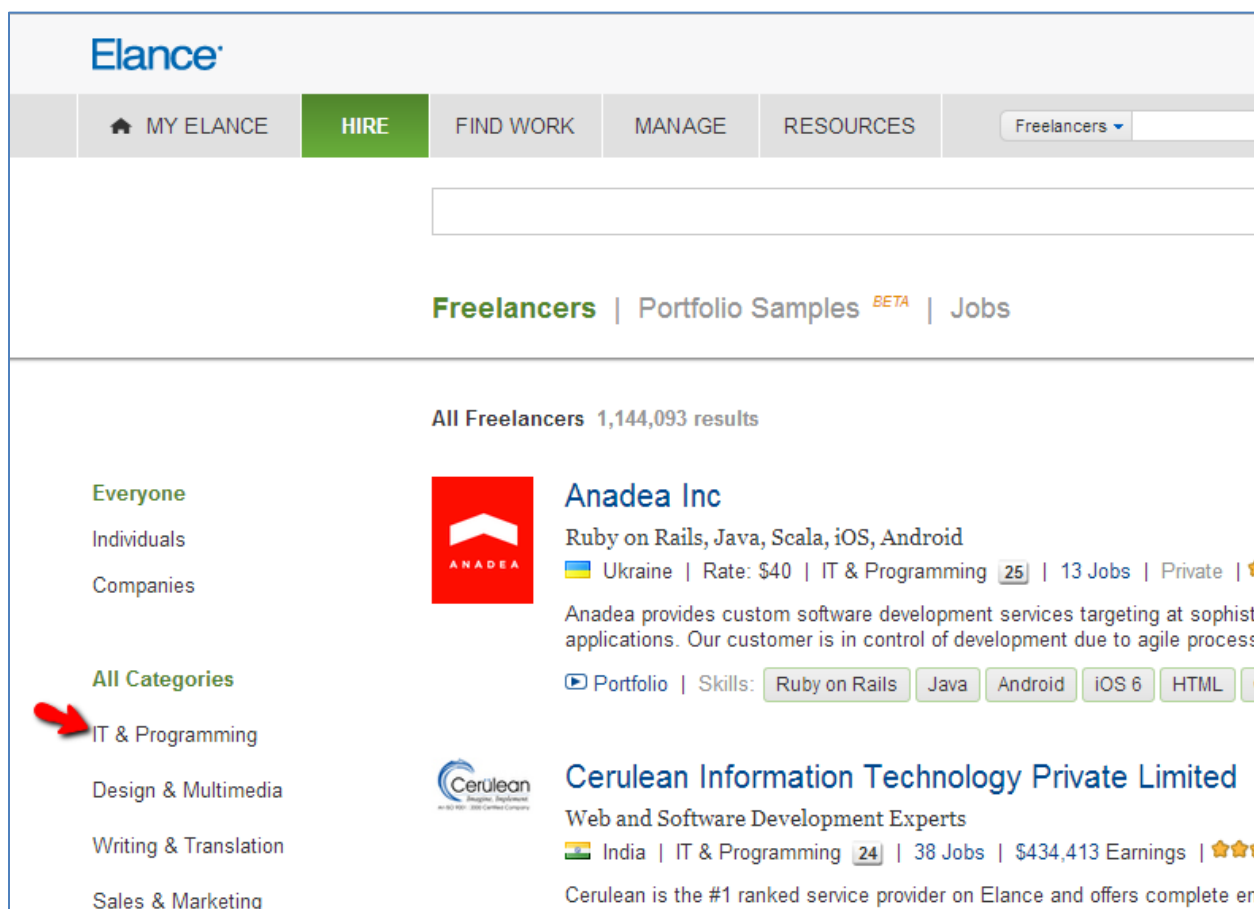 Elance
MY ELANCE HIRE FIND WORK MANAGE RESOURCES Freelancers
Freelancers | Portfolio Samples BETA | Jobs
All Freelancers 1,144,093 results
Everyone
Individuals
Companies
All Categories
IT & Programming
Design & Multimedia
Writing & Translation
Sales & Marketing
ANADEA
Anadea Inc
Ruby on Rails, Java, Scala, iOS, Android
Ukraine | Rate: $40 | IT & Programming 25 | 13 Jobs | Private |
Anadea provides custom software development services targeting at sophist
applications. Our customer is in control of development due to agile process
Portfolio | Skills: Ruby on Rails Java Android iOS 6 HTML
Cerulean
Imagine, Implement
Cerulean Information Technology Private Limited
Web and Software Development Experts
India | IT & Programming 24 | 38 Jobs | $434,413 Earnings |
Cerulean is the #1 ranked service provider on Elance and offers complete en